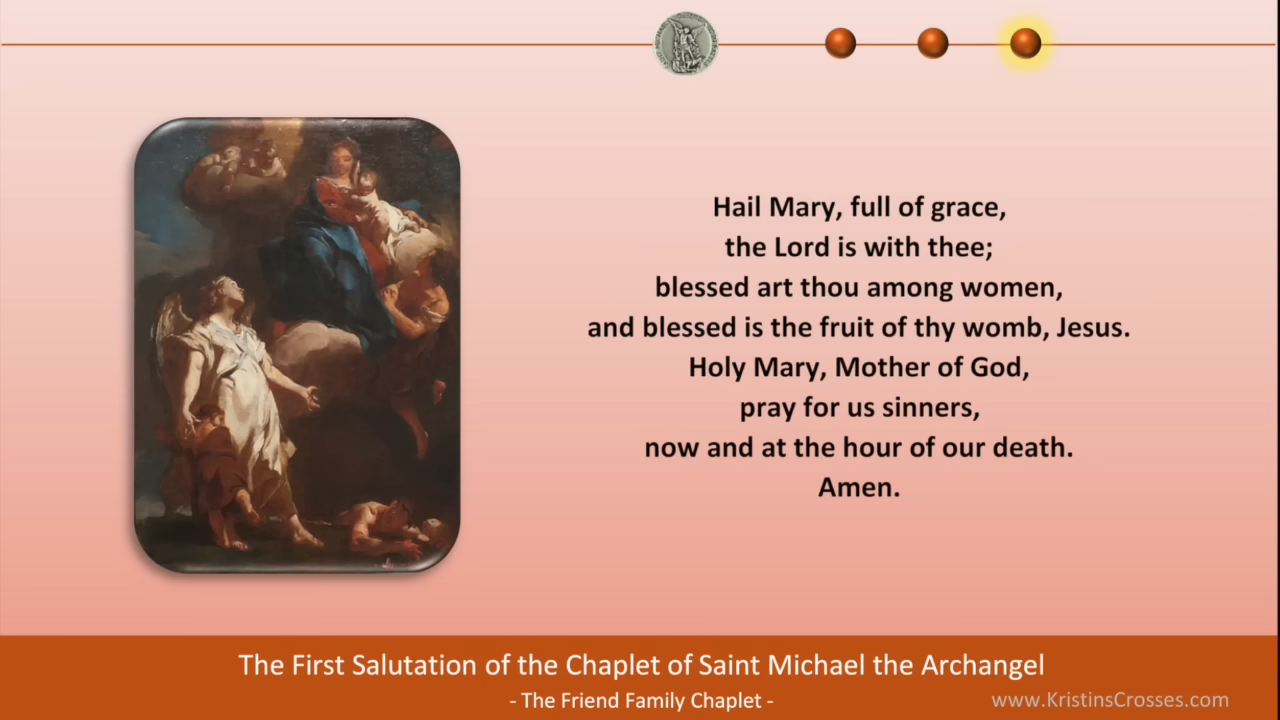 Hail Mary, full of grace,
the Lord is with thee;
blessed art thou among women,
and blessed is the fruit of thy womb, Jesus.
Holy Mary, Mother of God,
pray for us sinners,
now and at the hour of our death.
Amen.
The First Salutation of the Chaplet of Saint Michael the Archangel
- The Friend Family Chaplet -
www.KristinsCrosses.com